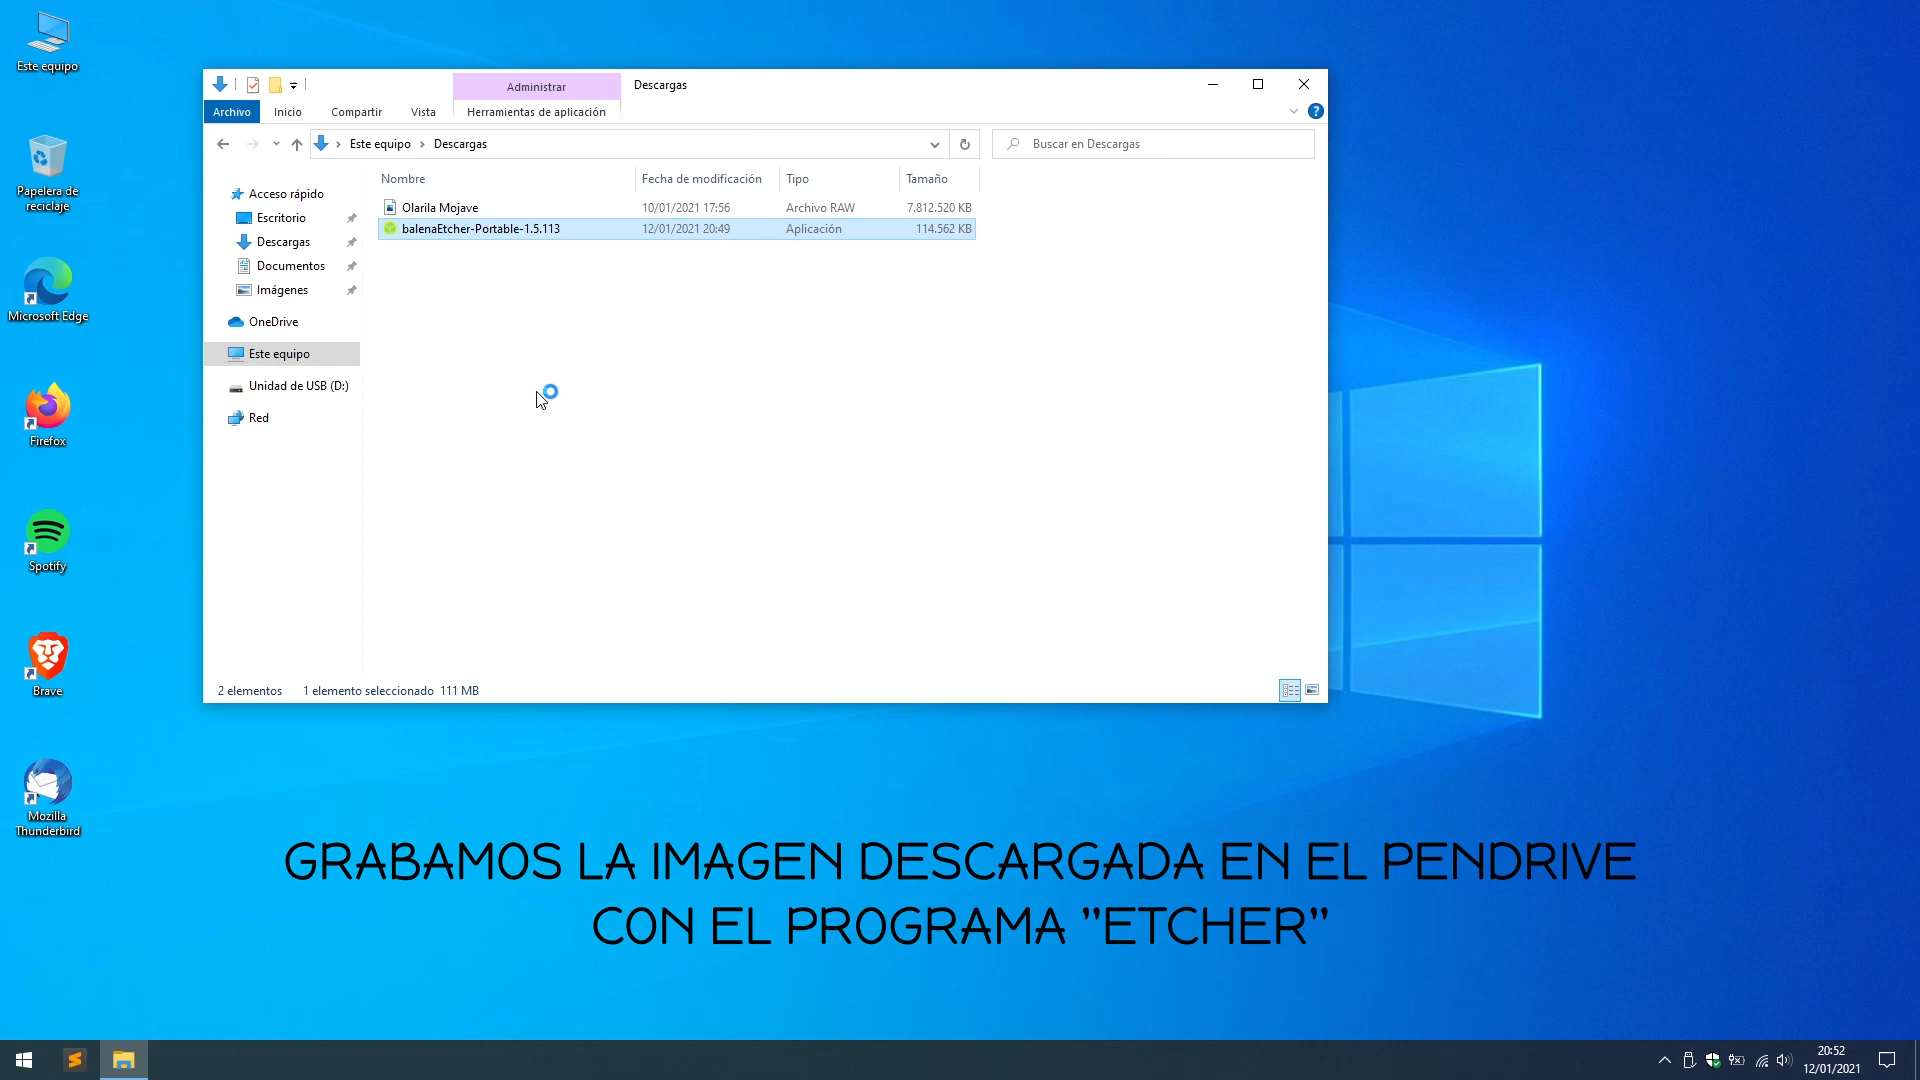 Este equipo
Papelera de
reciclaje
Microsoft Edge
Firefox
Spotify
Brave
Mozilla
Thunderbird
Administrar
Descargas
Archivo
Inicio
Compartir
Vista
Herramientas de aplicación
Este equipo
Descargas
Buscar en Descargas
Acceso rápido
Escritorio
Descargas
Documentos
Imágenes
OneDrive
Este equipo
Unidad de USB (D:)
Red
Nombre Fecha de modificación Tipo Tamaño
Olarila Mojave 10/01/2021 17:56 Archivo RAW 7.812.520 KB
balenaEtcher-Portable-1.5.113 12/01/2021 20:49 Aplicación 114.562 KB
2 elementos 1 elemento seleccionado 111 MB
GRABAMOS LA IMAGEN DESCARGADA EN EL PENDRIVE
CON EL PROGRAMA "ETCHER"
20:52
12/01/2021